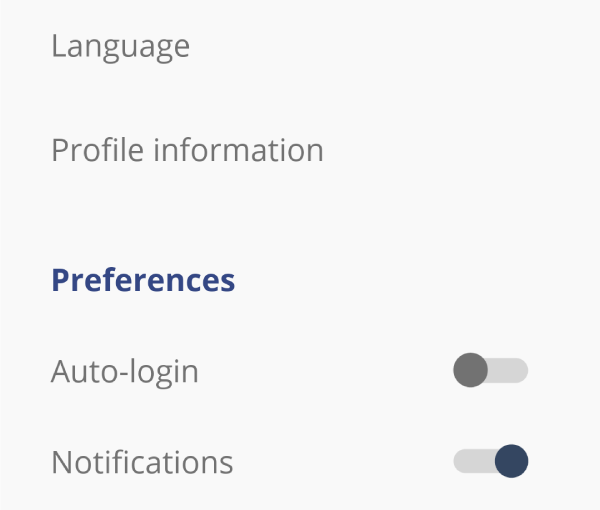 Language
Profile information
Preferences
Auto-login
Notifications